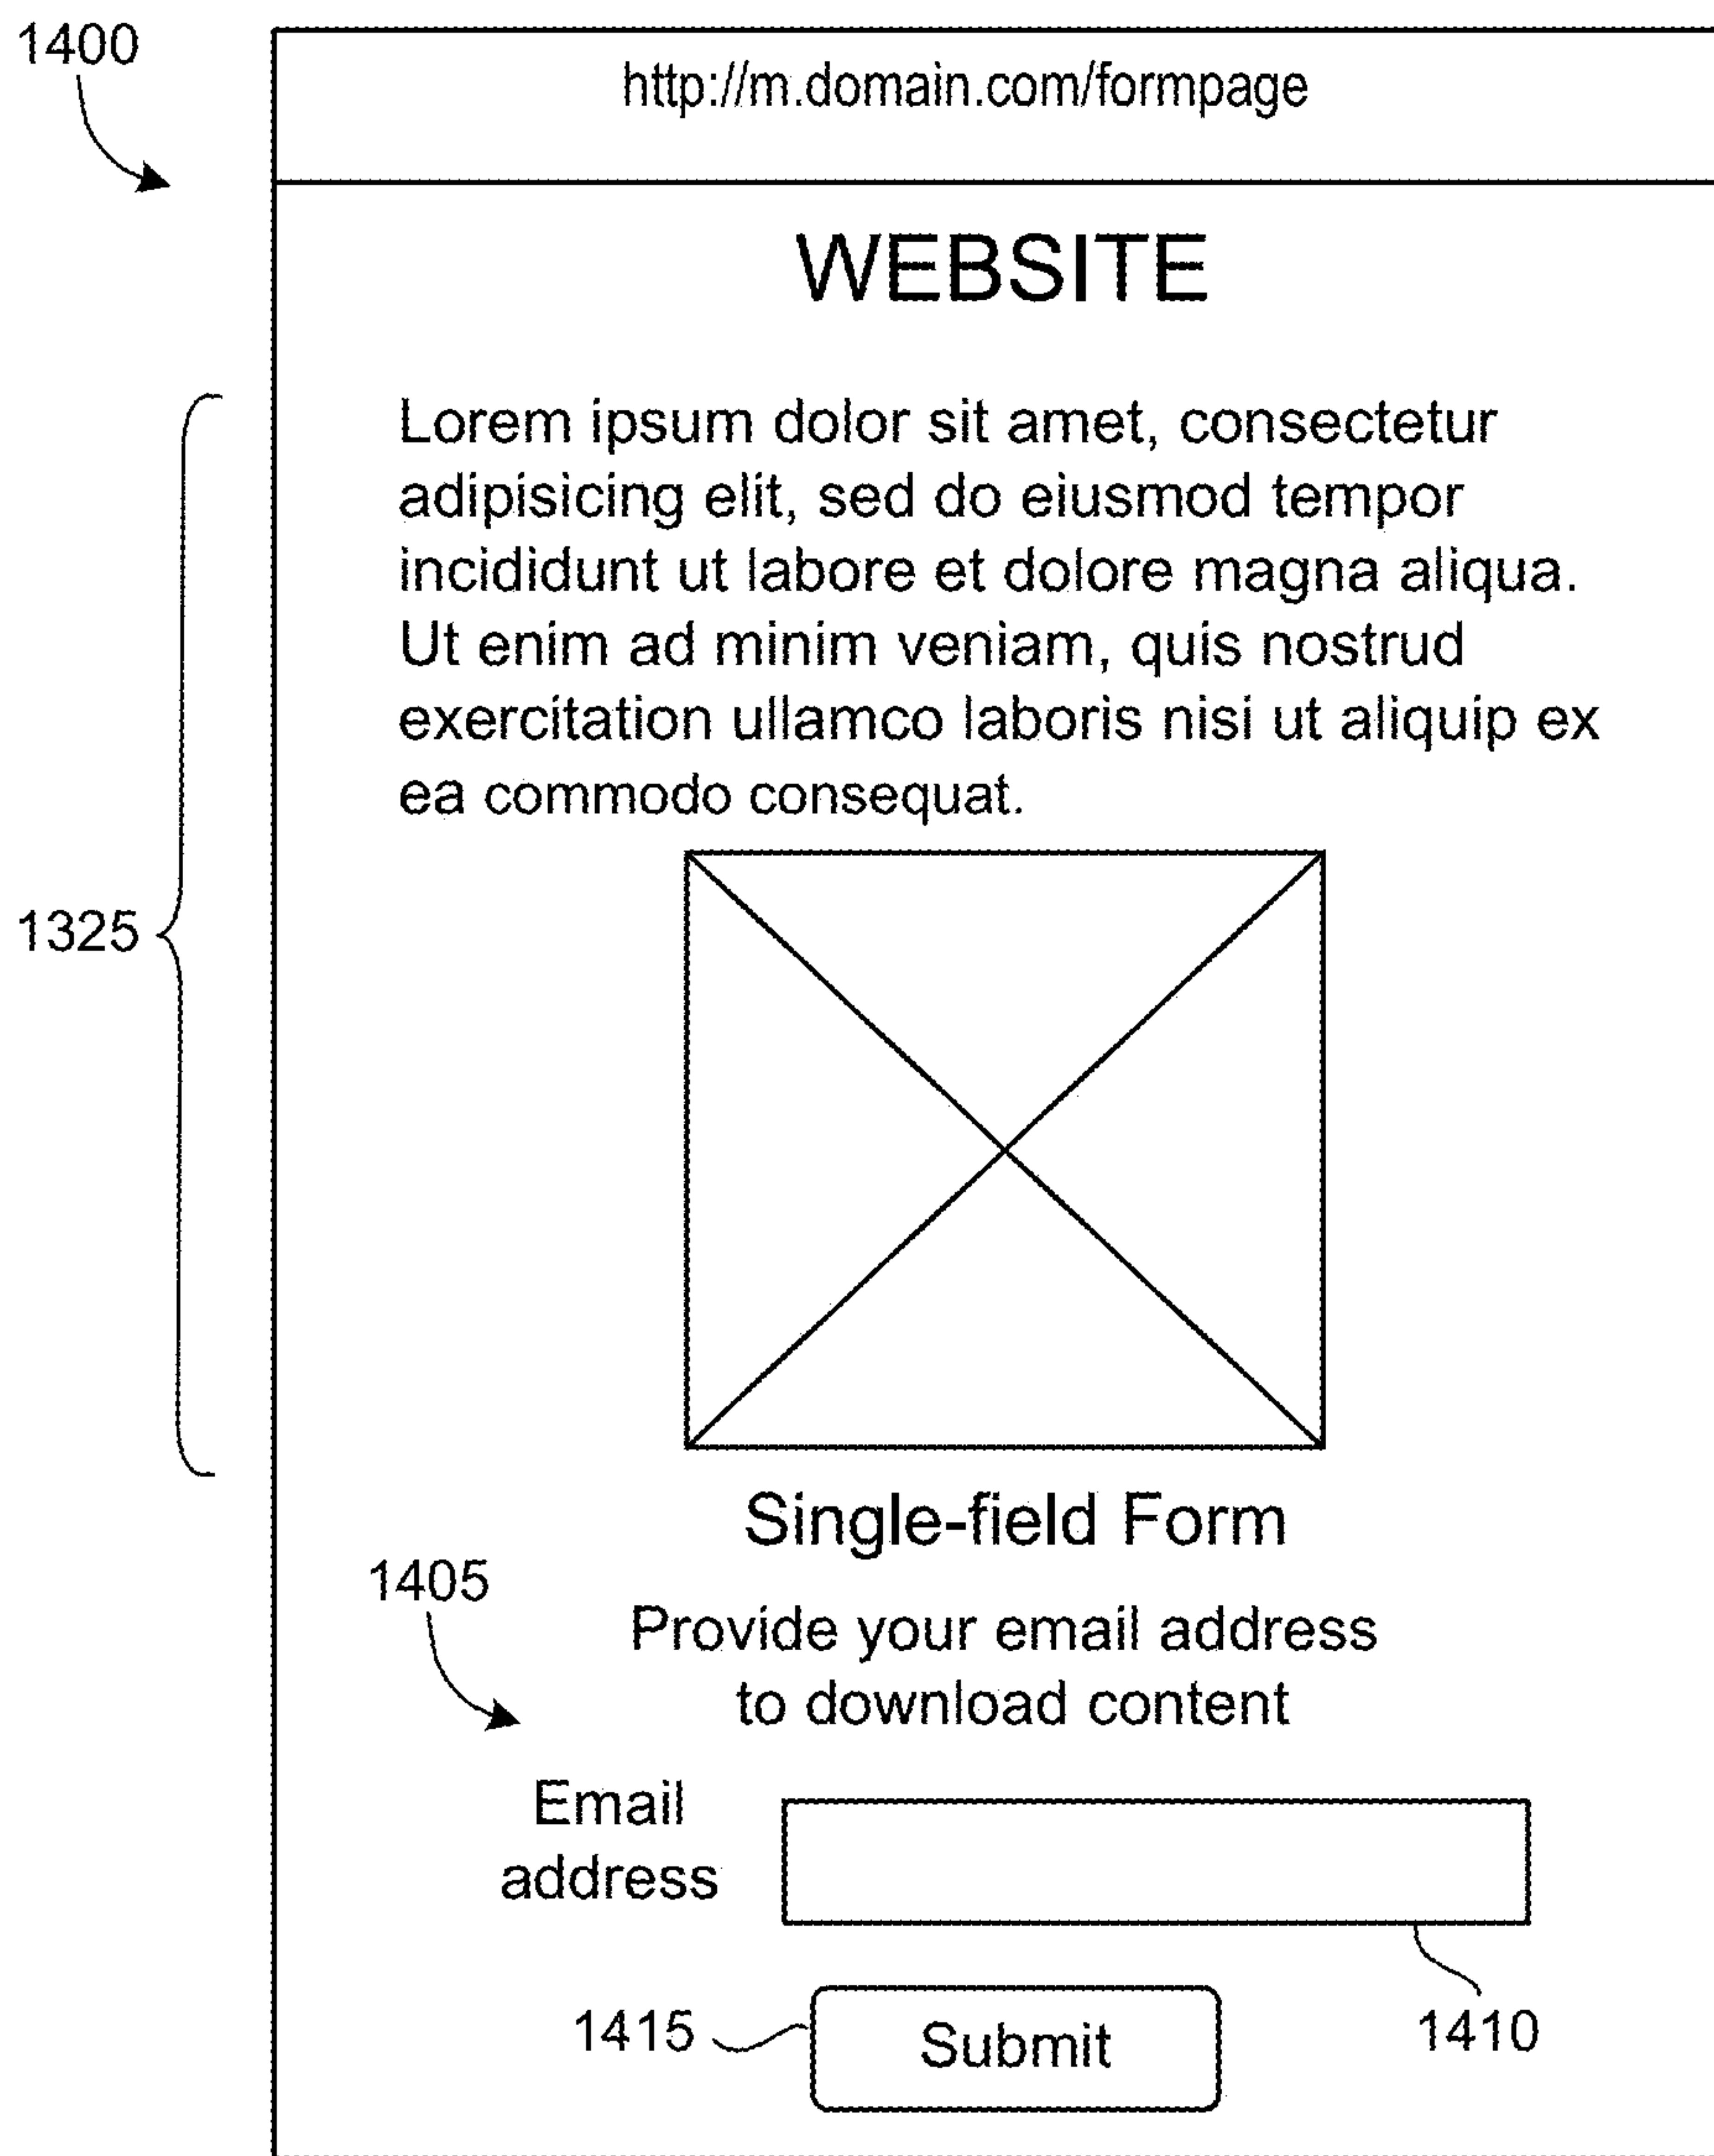 1400
http://m.domain.com/formpage
WEBSITE
Lorem ipsum dolor sit amet, consectetur
adipisicing elit, sed do eiusmod tempor
incididunt ut labore et dolore magna aliqua.
Ut enim ad minim veniam, quis nostrud
exercitation ullamco laboris nisi ut aliquip ex
ea commodo consequat.
1325
Single-field Form
1405
Provide your email address
to download content
Email
address
1410
1415
Submit